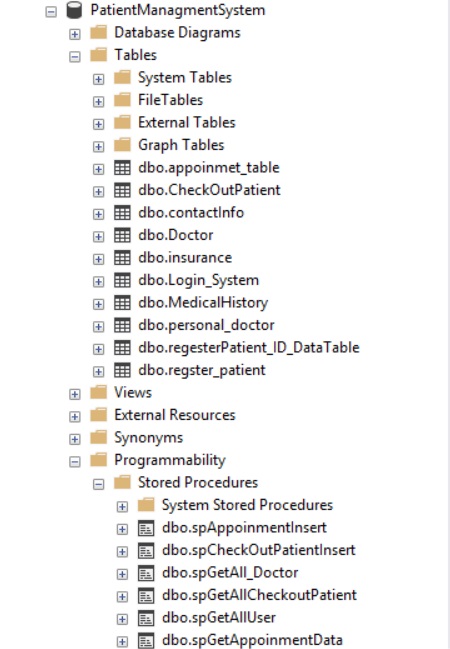 PatientManagmentSystem
Database Diagrams
Tables
System Tables
FileTables
External Tables
Graph Tables
dbo.appoinmet_table
dbo.CheckOutPatient
dbo.contactInfo
dbo.Doctor
dbo.insurance
dbo.Login_System
dbo.MedicalHistory
dbo.personal_doctor
dbo.regesterPatient_ID_DataTable
dbo.regster_patient
Views
External Resources
Synonyms
Programmability
Stored Procedures
System Stored Procedures
dbo.spAppoinmentInsert
dbo.spCheckOutPatientInsert
dbo.spGetAll_Doctor
dbo.spGetAllCheckoutPatient
dbo.spGetAllUser
dbo.spGetAppoinmentData